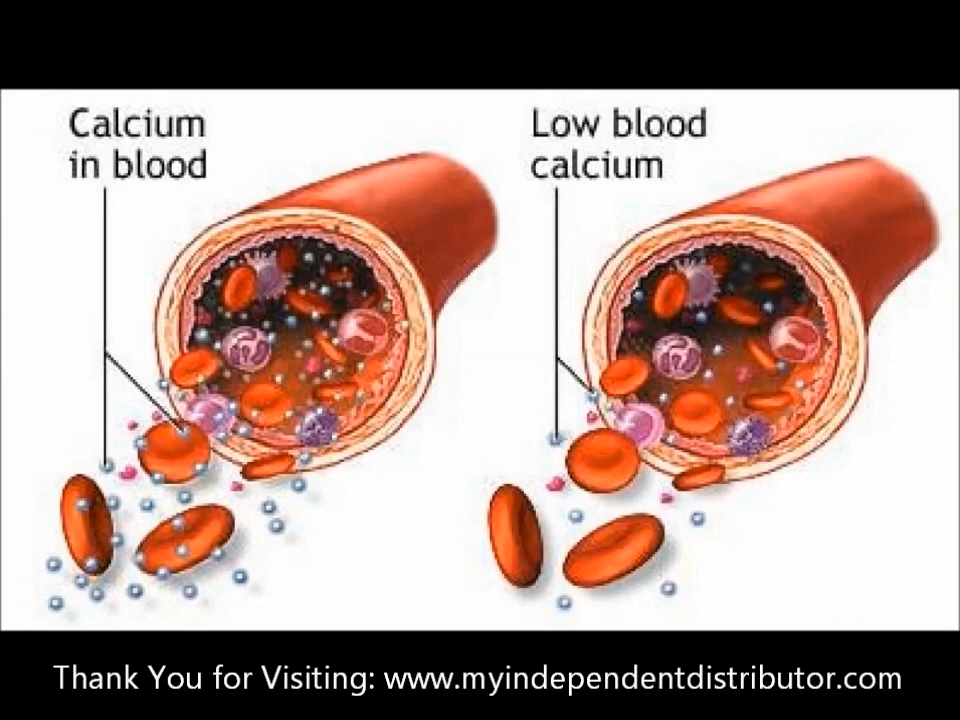 Calcium
in blood
Low blood
calcium
Thank You for Visiting: www.myindependentdistributor.com